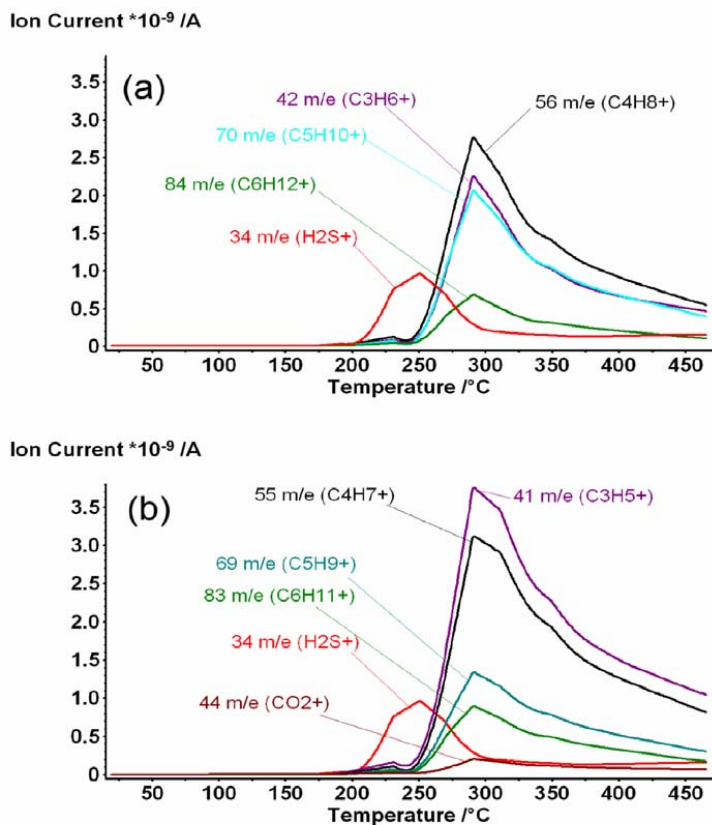 Ion Current *10⁻⁹ /A
(a)
42 m/e (C3H6+)
56 m/e (C4H8+)
70 m/e (C5H10+)
84 m/e (C6H12+)
34 m/e (H2S+)
3.5
3.0
2.5
2.0
1.5
1.0
0.5
0
50 100 150 200 250 300 350 400 450
Temperature /°C
Ion Current *10⁻⁹ /A
(b)
55 m/e (C4H7+)
41 m/e (C3H5+)
69 m/e (C5H9+)
83 m/e (C6H11+)
34 m/e (H2S+)
44 m/e (CO2+)
3.5
3.0
2.5
2.0
1.5
1.0
0.5
0
50 100 150 200 250 300 350 400 450
Temperature /°C